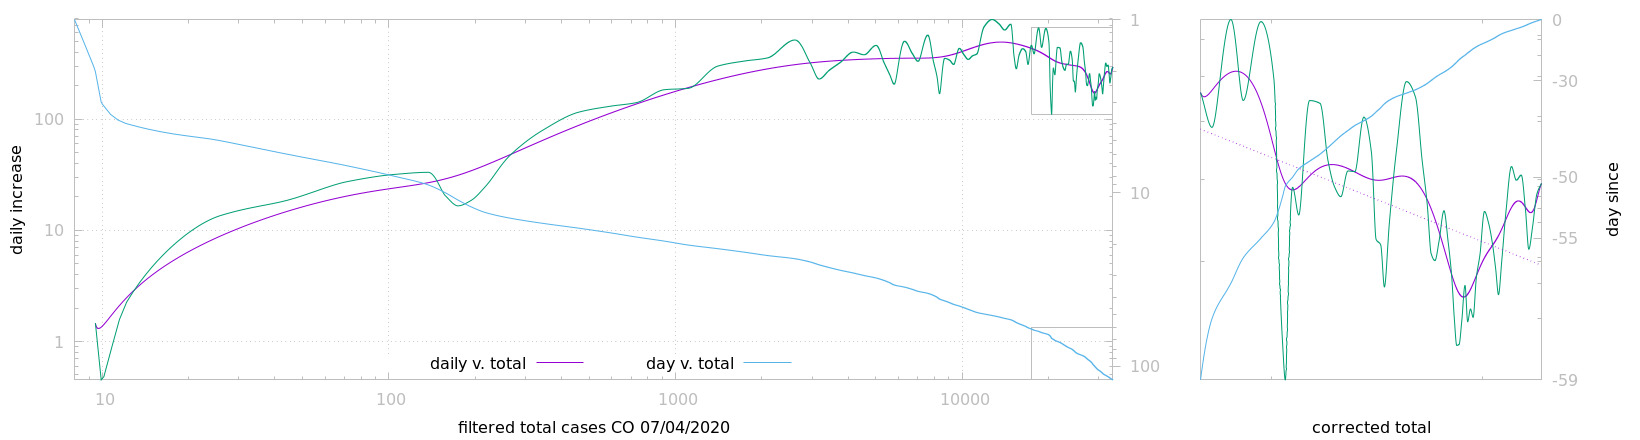 daily increase
100
10
1
10
100
1000
10000
1
10
100
daily v. total
day v. total
filtered total cases CO 07/04/2020
0
-30
-50
-55
-59
day since
corrected total